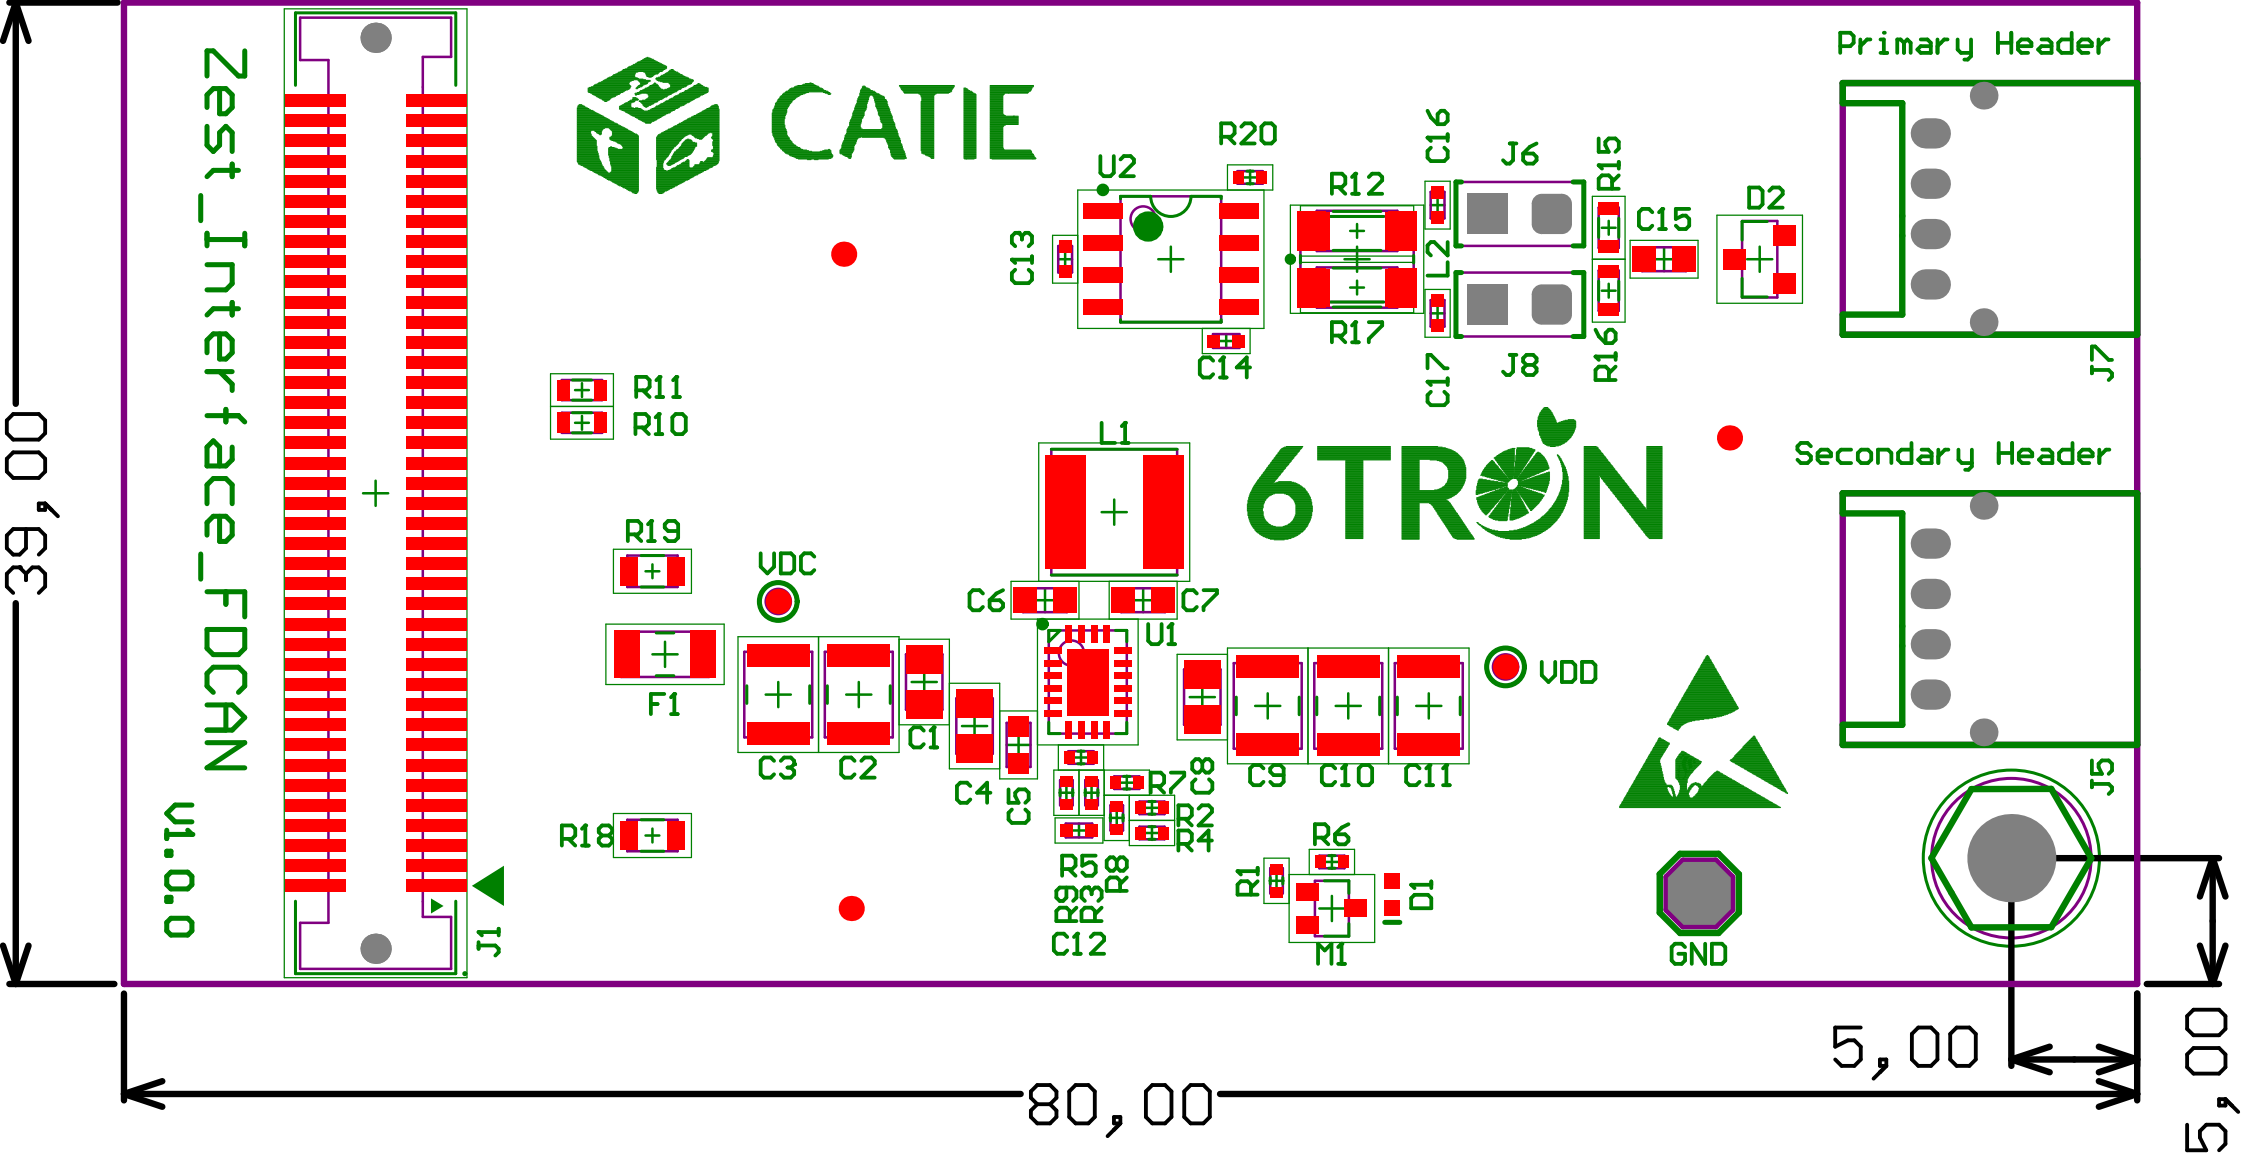 Primary Header
Zest_Interface_FDCAN
V1.0.0
CATIE
R20
C16
U2
J6
R15
R12
D2
C15
C13
L2
R17
C14
C17
J8
R16
J7
R11
R10
L1
6TRON
Secondary Header
39,00
R19
VDC
C6
C7
U1
VDD
F1
C1
C3
C2
C4
C5
R7
C8
C9
C10
C11
J5
R2
R4
R18
R6
R5
R8
R1
D1
R9
R3
C12
M1
GND
J1
5,00
5,00
80,00